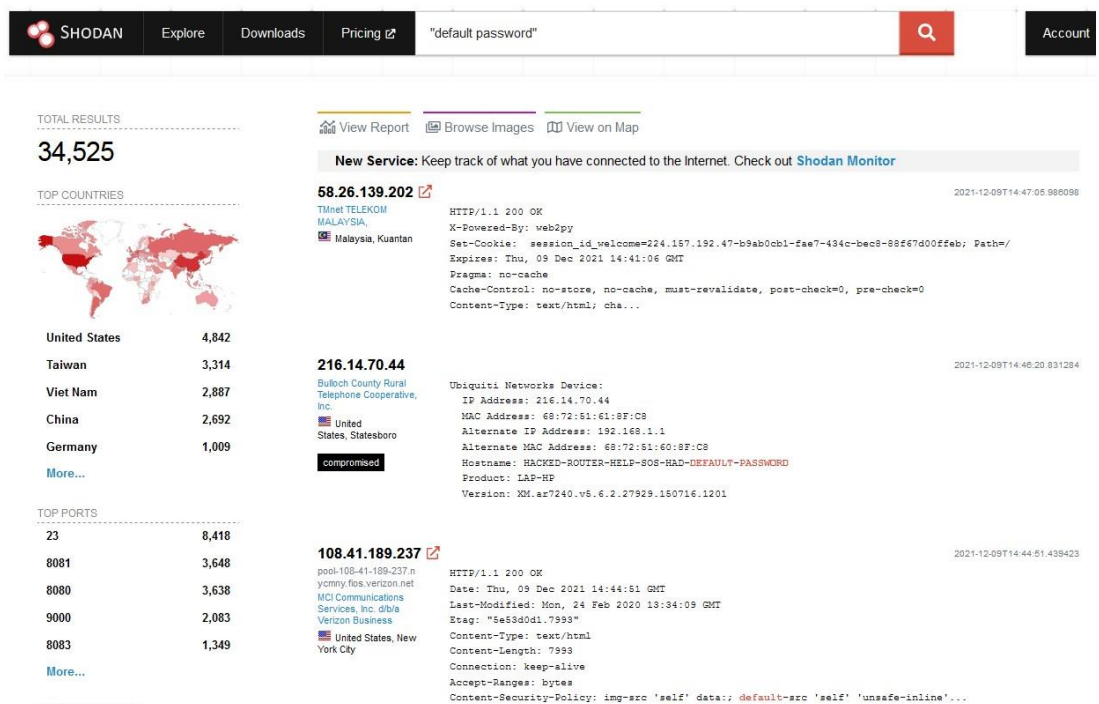 SHODAN Explore Downloads Pricing "default password" Account
TOTAL RESULTS
34,525
TOP COUNTRIES
United States 4,842
Taiwan 3,314
Viet Nam 2,887
China 2,692
Germany 1,009
More...
TOP PORTS
23 8,418
8081 3,648
8080 3,638
9000 2,083
8083 1,349
More...
View Report Browse Images View on Map
New Service: Keep track of what you have connected to the Internet. Check out Shodan Monitor
58.26.139.202
2021-12-09T14:47:05.986098
TMnet TELEKOM
MALAYSIA,
Malaysia, Kuantan
HTTP/1.1 200 OK
X-Powered-By: web2py
Set-Cookie: session_id_welcome=224.157.192.47-b9ab0cb1-fae7-434c-bec8-88f67d00ffeb; Path=/
Expires: Thu, 09 Dec 2021 14:41:06 GMT
Pragma: no-cache
Cache-Control: no-store, no-cache, must-revalidate, post-check=0, pre-check=0
Content-Type: text/html; cha...
216.14.70.44
2021-12-09T14:46:20.831284
Bulloch County Rural
Telephone Cooperative,
Inc.
United
States, Statesboro
compromised
Ubiquiti Networks Device:
IP Address: 216.14.70.44
MAC Address: 68:72:51:61:8F:C8
Alternate IP Address: 192.168.1.1
Alternate MAC Address: 68:72:51:60:8F:C8
Hostname: HACKED-ROUTER-HELP-SOS-HAD-DEFAULT-PASSWORD
Product: LAP-HP
Version: XM.ar7240.v5.6.2.27929.150716.1201
108.41.189.237
2021-12-09T14:44:51.439423
pool-108-41-189-237.n
ycmny.fios.verizon.net
MCI Communications
Services, Inc. d/b/a
Verizon Business
United States, New
York City
HTTP/1.1 200 OK
Date: Thu, 09 Dec 2021 14:44:51 GMT
Last-Modified: Mon, 24 Feb 2020 13:34:09 GMT
Etag: "5e53d0d1.7993"
Content-Type: text/html
Content-Length: 7993
Connection: keep-alive
Accept-Ranges: bytes
Content-Security-Policy: img-src 'self' data:; default-src 'self' 'unsafe-inline'...